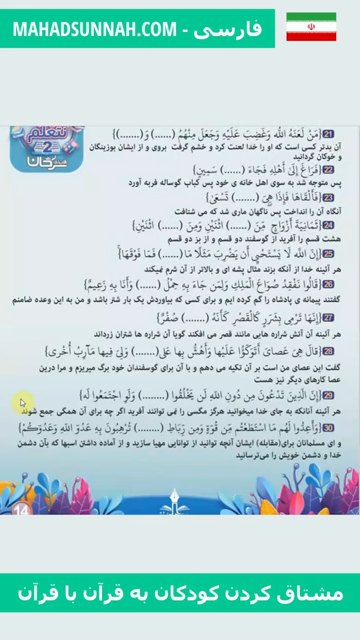 MAHADSUNNAH.COM - فارسی
لنتعلم
2
21 {مَنْ لَعَنَهُ اللَّه وَغَضِبَ عَلَيْهِ وَجَعَلَ مِنْهُمُ (......) وَ(.......)}
آن بدتر کسی است که او را خدا لعنت کرد و خشم گرفت بروی و از ایشان بوزینگان
و خوکان گردانید
22 {فَرَاغَ إِلَىٰ أَهْلِهِ فَجَاءَ (......) سَمِينٍ}
پس متوجه شد به سوی اهل خانه ی خود پس کباب گوساله فربه آورد
23 {فَأَلْقَاهَا فَإِذَا هِيَ (......) تَسْعَىٰ}
آنگاه آن را انداخت پس ناگهان ماری شد که می شتافت
24 {ثَمَانِيَةَ أَزْوَاجٍ مِّنَ (......) اثْنَيْنِ وَمِنَ (......) اثْنَيْنِ}
هشت قسم را آفرید از گوسفند دو قسم و از بز دو قسم
25 {إِنَّ اللَّه لَا يَسْتَحْيِي أَن يَضْرِبَ مَثَلًا مَا (......) فَمَا فَوْقَهَا}
هر آئینه خدا از آنکه بزند مثال پشه ای و بالاتر از آن شرم نمیکند
26 {قَالُوا نَفْقِدُ صُوَاعَ الْمَلِكِ وَلِمَن جَاءَ بِهِ حِمْلُ (......) وَأَنَا بِهِ زَعِيمٌ}
گفتند پیمانه ی پادشاه را گم کرده ایم و برای کسی که بیاوردش یک بار شتر باشد و من به این وعده ضامنم
27 {إِنَّهَا تَرْمِي بِشَرَرٍ كَالْقَصْرِ كَأَنَّهُ (.......) صُفْرٌ}
هر آئینه آن آتش شراره هایی مانند قصر می افکند گویا آن شراره ها شتران زرداند
28 {قَالَ هِيَ عَصَايَ أَتَوَكَّؤُا عَلَيْهَا وَأَهُشُّ بِهَا عَلَىٰ (.......) وَلِيَ فِيهَا مَآرِبُ أُخْرَىٰ}
گفت این عصای من است بر آن تکیه می دهم و با آن برای گوسفندان خود برگ میریزم و مرا درین
عصا کارهای دیگر نیز هست
29 {إِنَّ الَّذِينَ تَدْعُونَ مِن دُونِ اللَّهِ لَن يَخْلُقُوا (........) وَلَوِ اجْتَمَعُوا لَه}
هر آئینه آنانکه به جای خدا میخوانید هرگز مگسی را نمی توانند آفرید اگر چه برای آن همگی جمع شوند
30 {وَأَعِدُّوا لَهُم مَا اسْتَطَعْتُم مِّن قُوَّةٍ وَمِن رِبَاطِ (........) تُرْهِبُونَ بِهِ عَدُوَّ اللَّهِ وَعَدُوَّكُمْ}
و ای مسلمانان برای(مقابله) ایشان آنچه توانید از توانایی مهیا سازید و از آماده داشتن اسبها که بآن دشمن
خدا و دشمن خویش را می‌ترسانید
14
مشتاق کردن کودکان به قرآن با قرآن